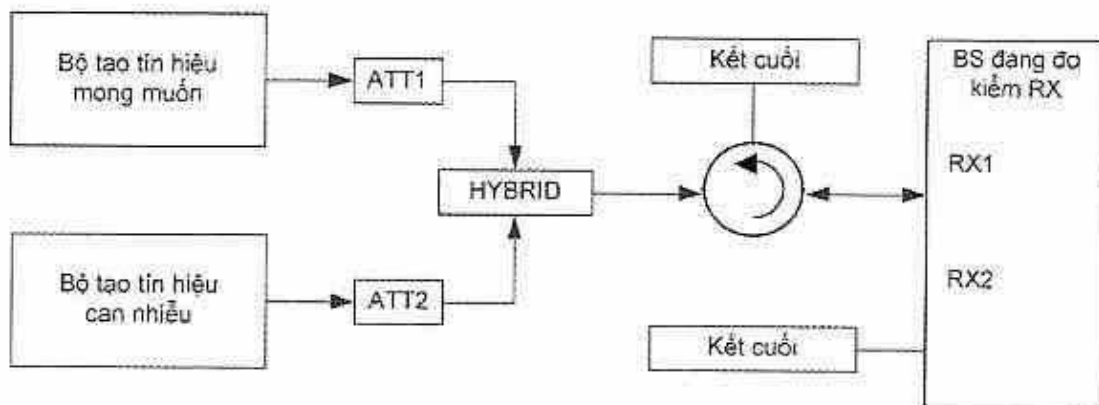 Bộ tạo tín hiệu
mong muốn
ATT1
Kết cuối
BS đang đo
kiểm RX
RX1
HYBRID
RX2
Bộ tạo tín hiệu
can nhiễu
ATT2
Kết cuối